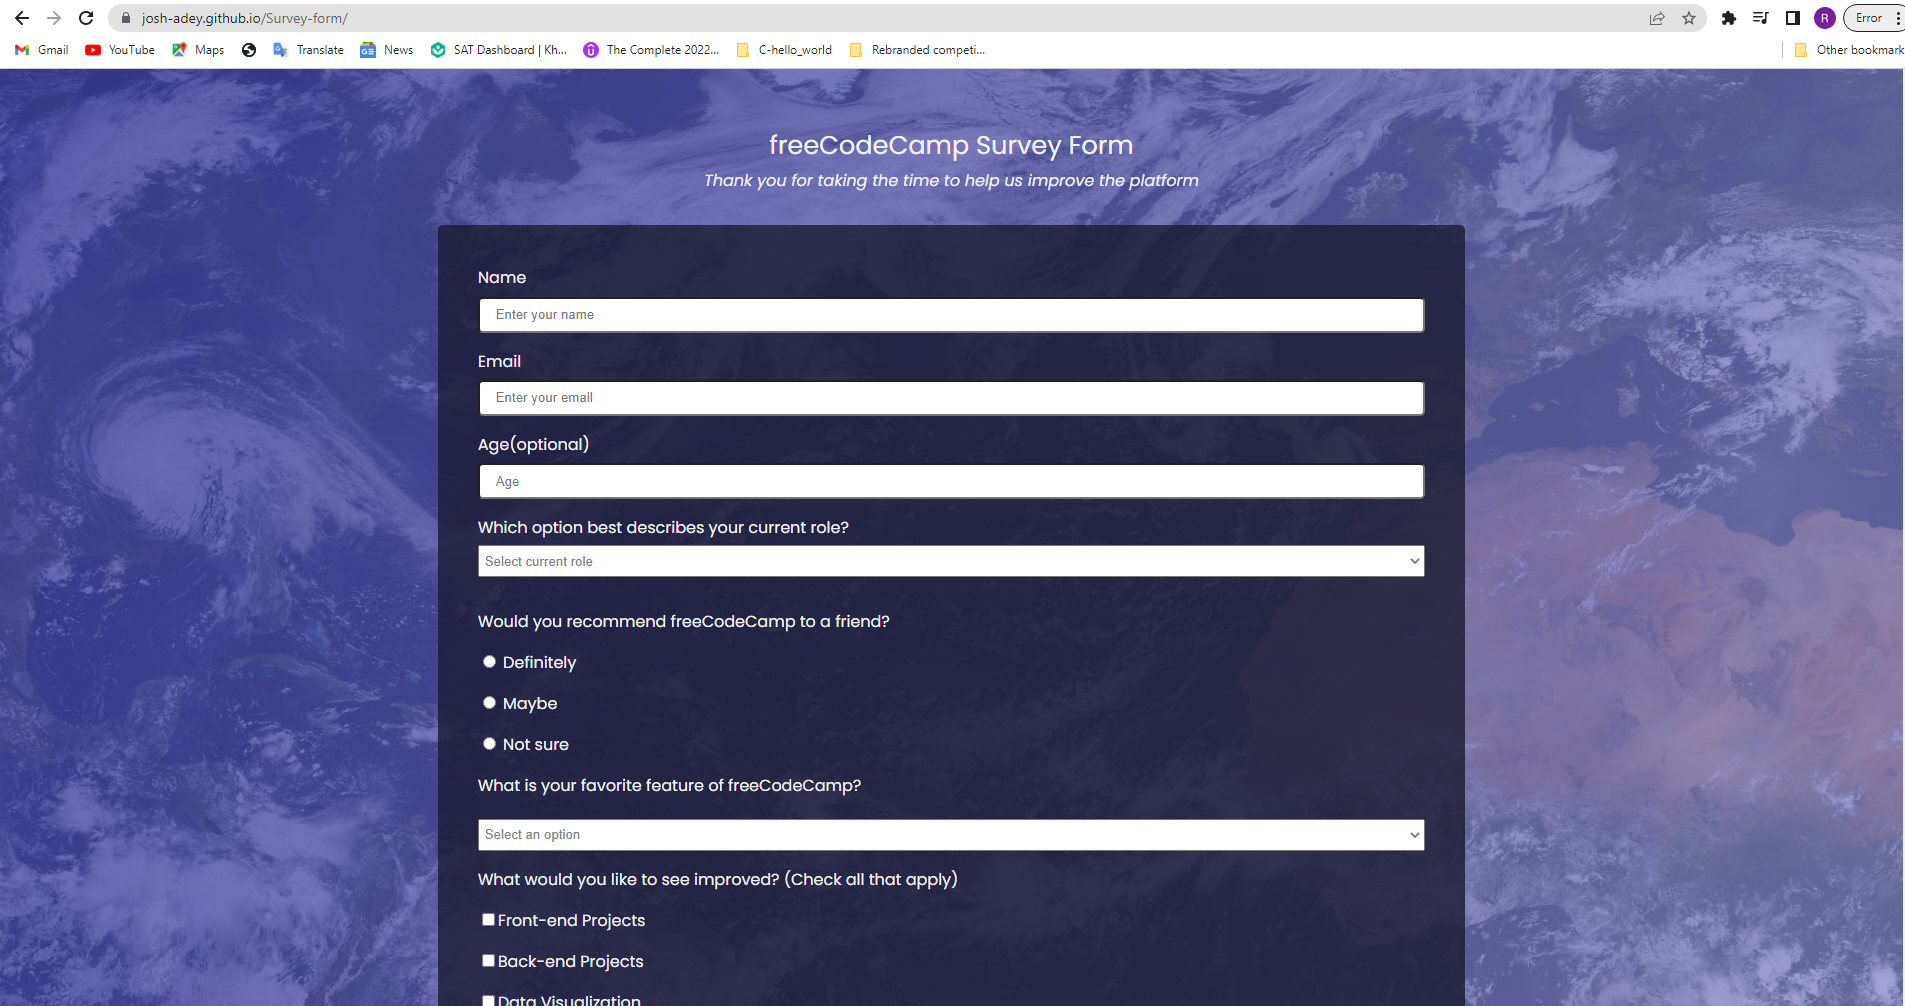 josh-adey.github.io/Survey-form/
R
Error
Gmail
YouTube
Maps
Translate
News
SAT Dashboard | Kh...
The Complete 2022...
C-hello_world
Rebranded competi...
Other bookmark
freeCodeCamp Survey Form
Thank you for taking the time to help us improve the platform
Name
Enter your name
Email
Enter your email
Age(optional)
Age
Which option best describes your current role?
Select current role
Would you recommend freeCodeCamp to a friend?
Definitely
Maybe
Not sure
What is your favorite feature of freeCodeCamp?
Select an option
What would you like to see improved? (Check all that apply)
Front-end Projects
Back-end Projects
Data Visualization